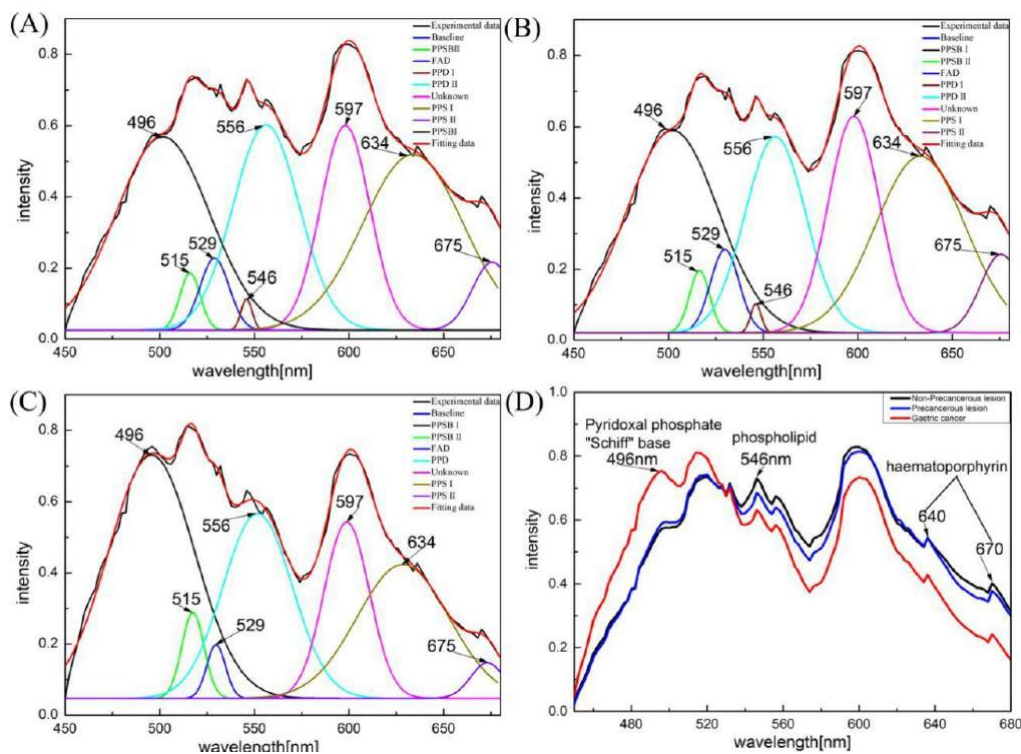 (A)
Experimental data
Baseline
PPSBII
FAD
PPD I
PPD II
Unknown
PPS I
PPS II
PPSBI
Fitting data
496
515
529
546
556
597
634
675
0.8
0.6
0.4
0.2
0.0
intensity
450 500 550 600 650
wavelength[nm]
(B)
Experimental data
Baseline
PPSB I
PPSB II
FAD
PPD I
PPD II
Unknown
PPS I
PPS II
Fitting data
496
515
529
546
556
597
634
675
0.8
0.6
0.4
0.2
0.0
intensity
450 500 550 600 650
wavelength[nm]
(C)
Experimental data
Baseline
PPSB I
PPSB II
FAD
PPD
Unknown
PPS I
PPS II
Fitting data
496
515
529
556
597
634
675
0.8
0.6
0.4
0.2
0.0
intensity
450 500 550 600 650
wavelength[nm]
(D)
Non-Precancerous lesion
Precancerous lesion
Gastric cancer
Pyridoxal phosphate
"Schiff" base
496nm
phospholipid
546nm
haematoporphyrin
640
670
1.0
0.8
0.6
0.4
0.2
0.0
intensity
480 520 560 600 640 680
wavelength[nm]